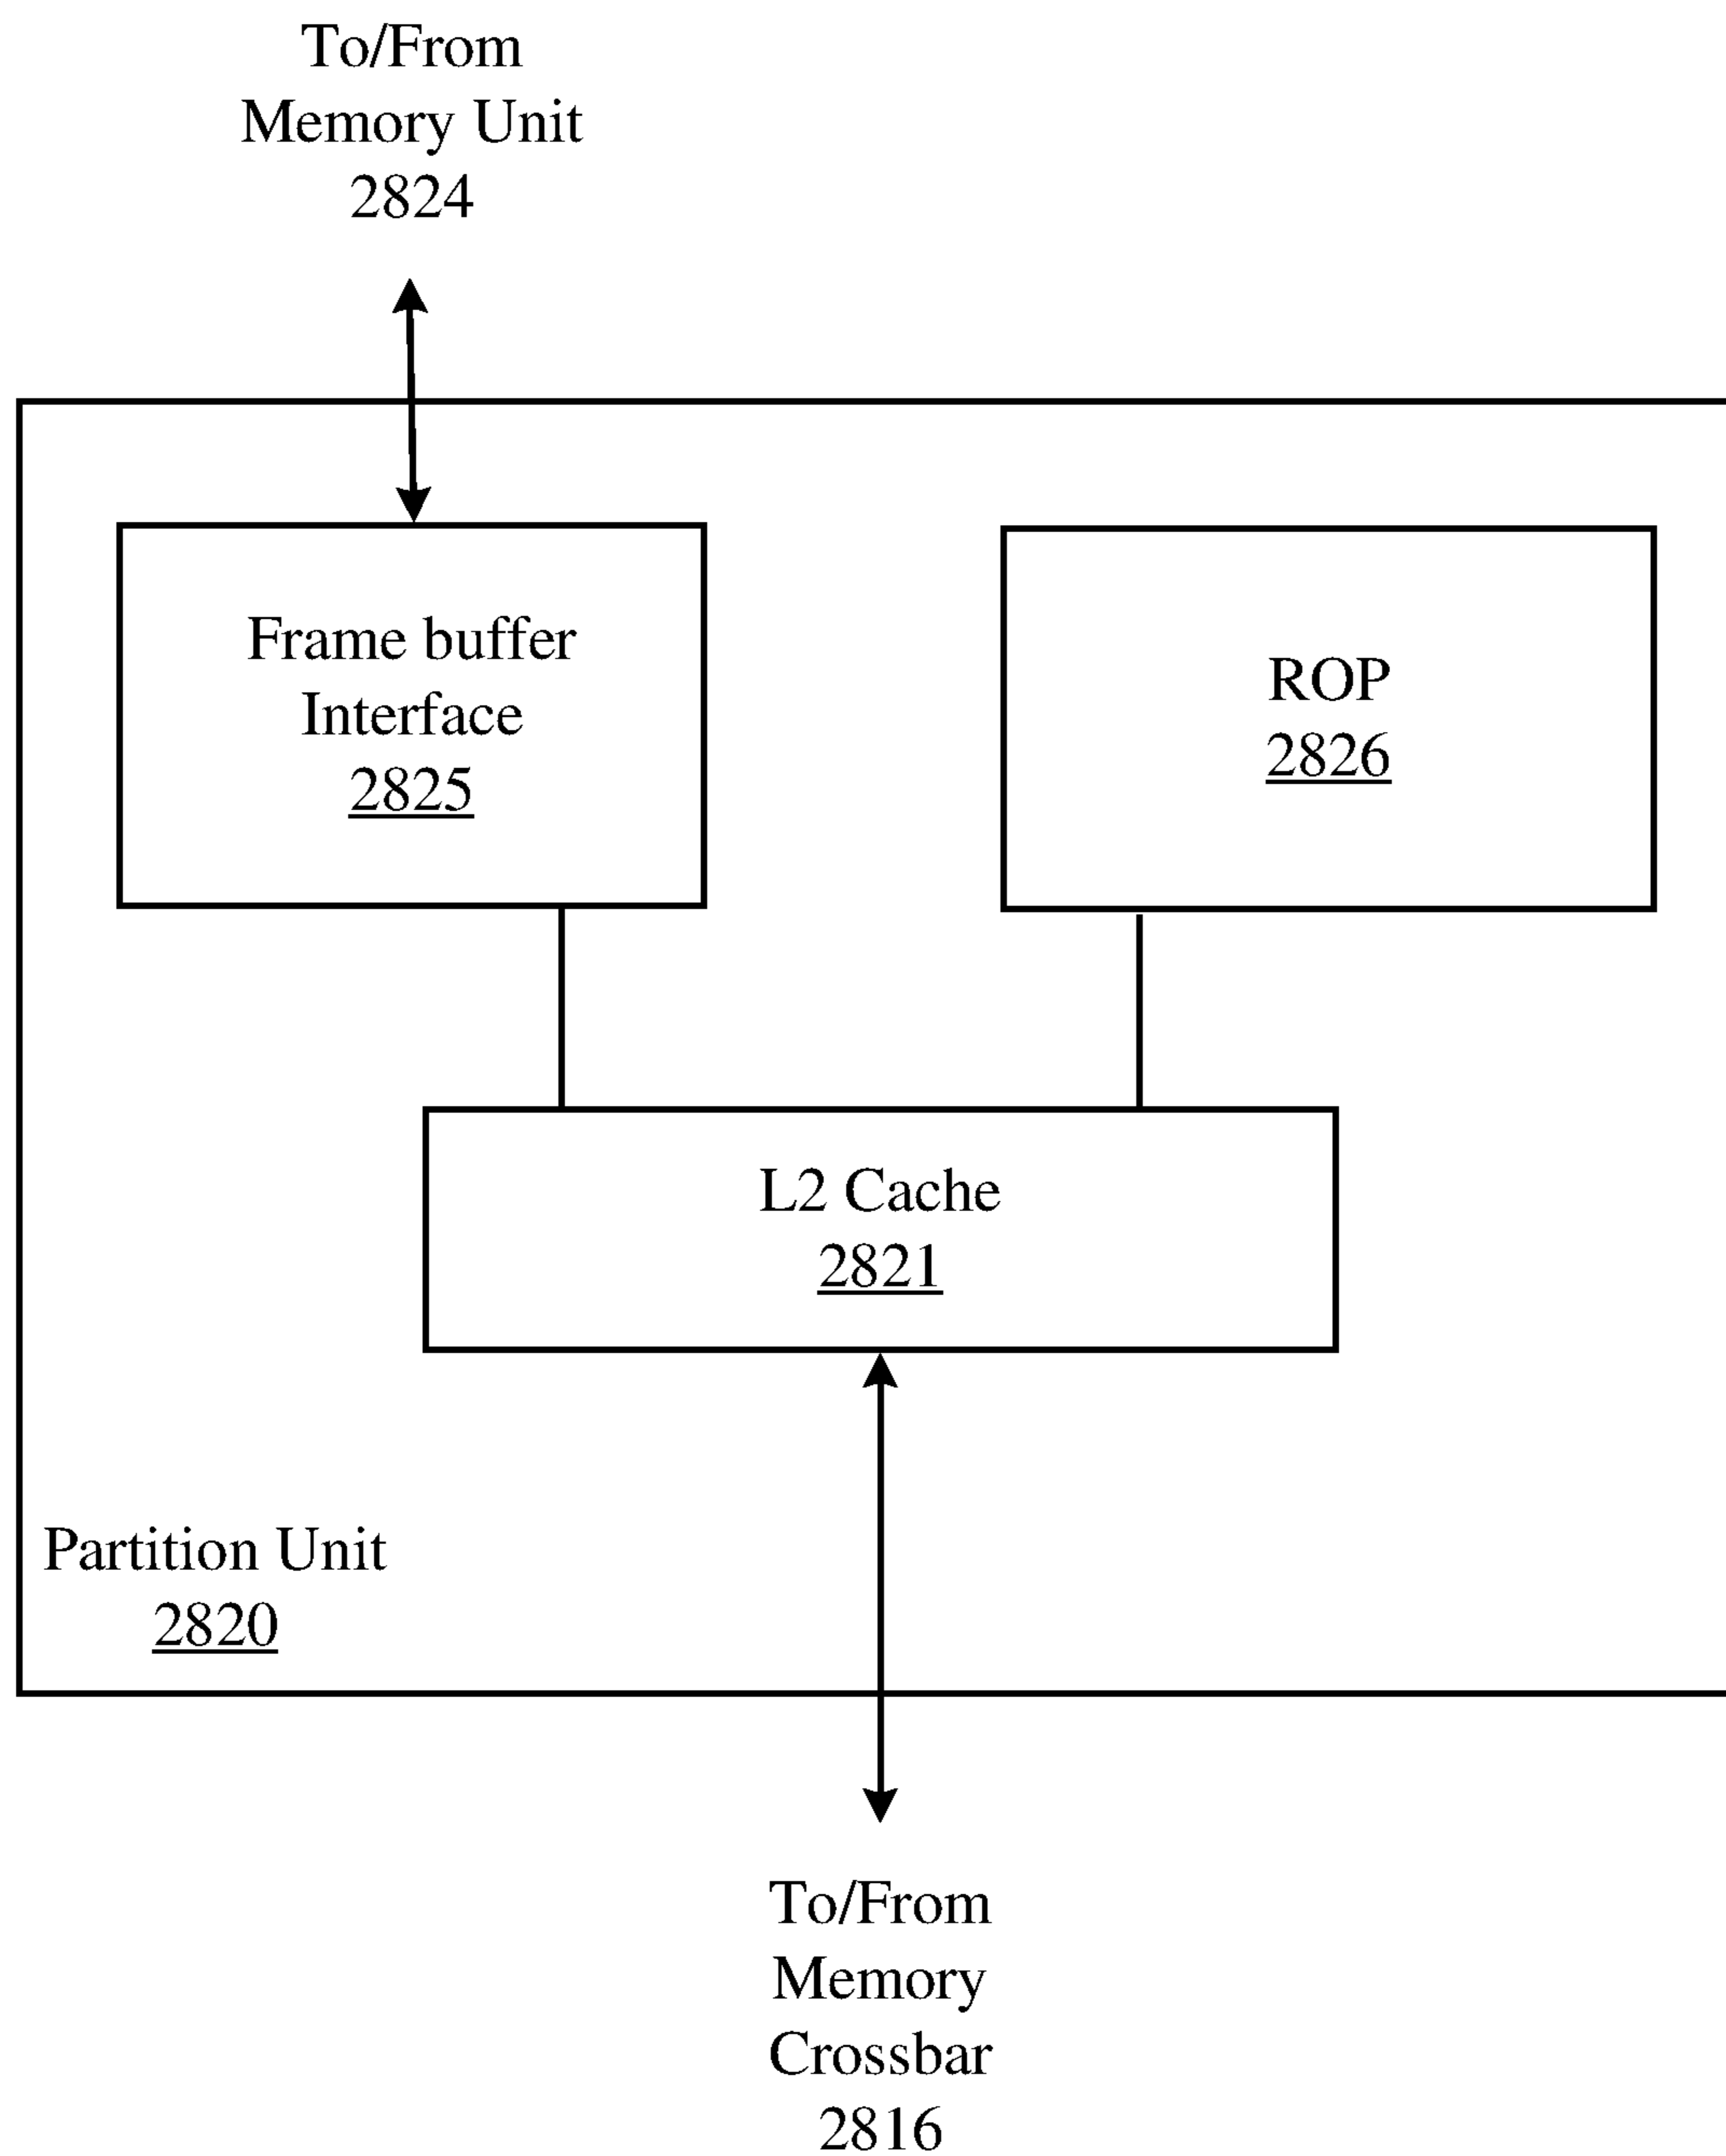 To/From
Memory Unit
2824
Frame buffer
Interface
2825
ROP
2826
L2 Cache
2821
Partition Unit
2820
To/From
Memory
Crossbar
2816